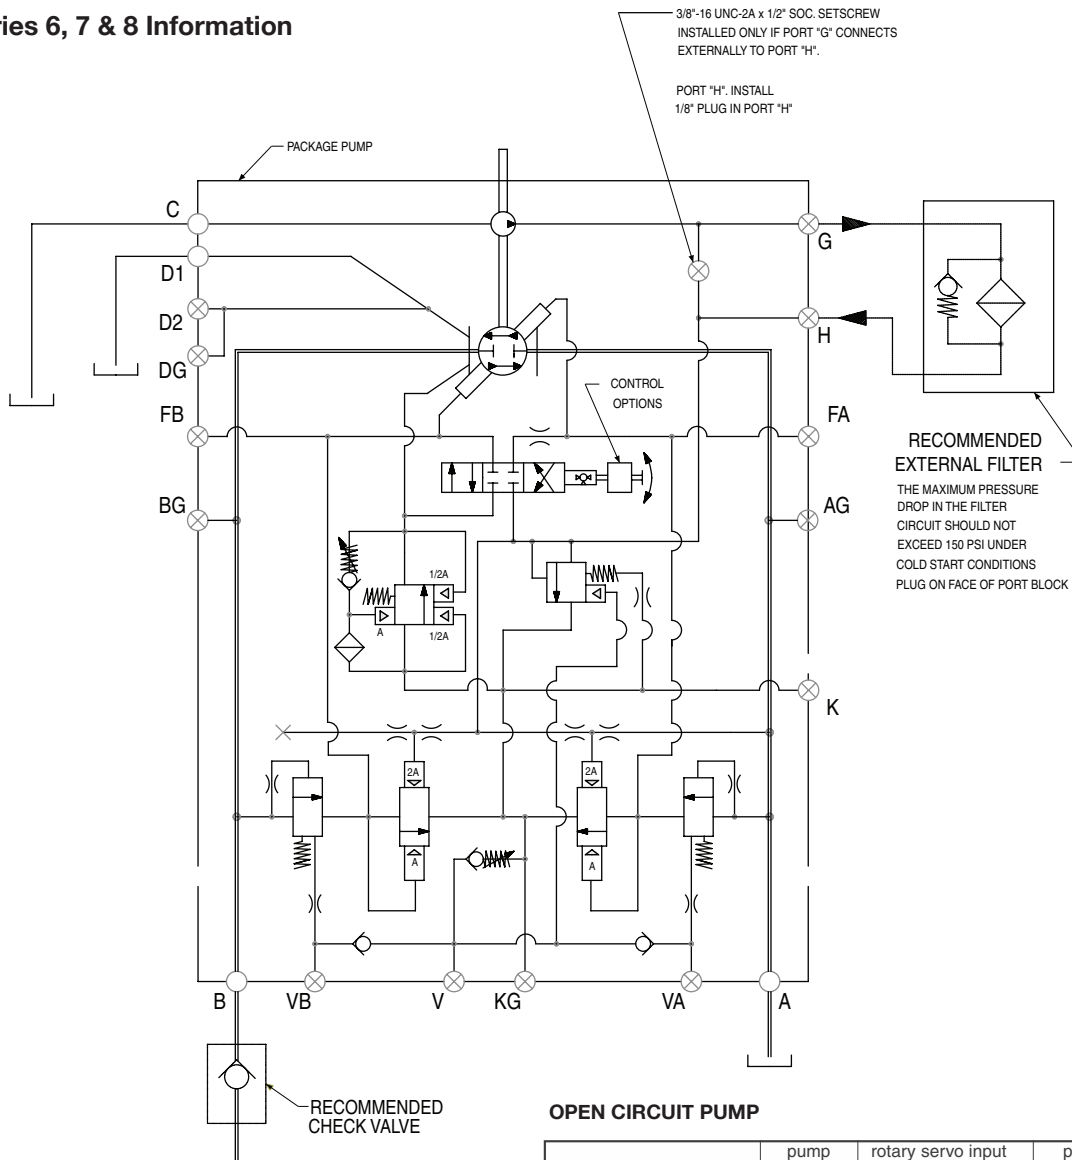 ries 6, 7 & 8 Information
3/8"-16 UNC-2A x 1/2" SOC. SETSCREW
INSTALLED ONLY IF PORT "G" CONNECTS
EXTERNALLY TO PORT "H".
PORT "H". INSTALL
1/8" PLUG IN PORT "H"
PACKAGE PUMP
C
G
D1
D2
H
DG
CONTROL
OPTIONS
FB
FA
RECOMMENDED
EXTERNAL FILTER
THE MAXIMUM PRESSURE
DROP IN THE FILTER
CIRCUIT SHOULD NOT
EXCEED 150 PSI UNDER
COLD START CONDITIONS
PLUG ON FACE OF PORT BLOCK
BG
AG
1/2A
A
1/2A
K
2A
2A
A
A
B
VB
V
KG
VA
A
RECOMMENDED
CHECK VALVE
OPEN CIRCUIT PUMP
pump
rotary servo input
p